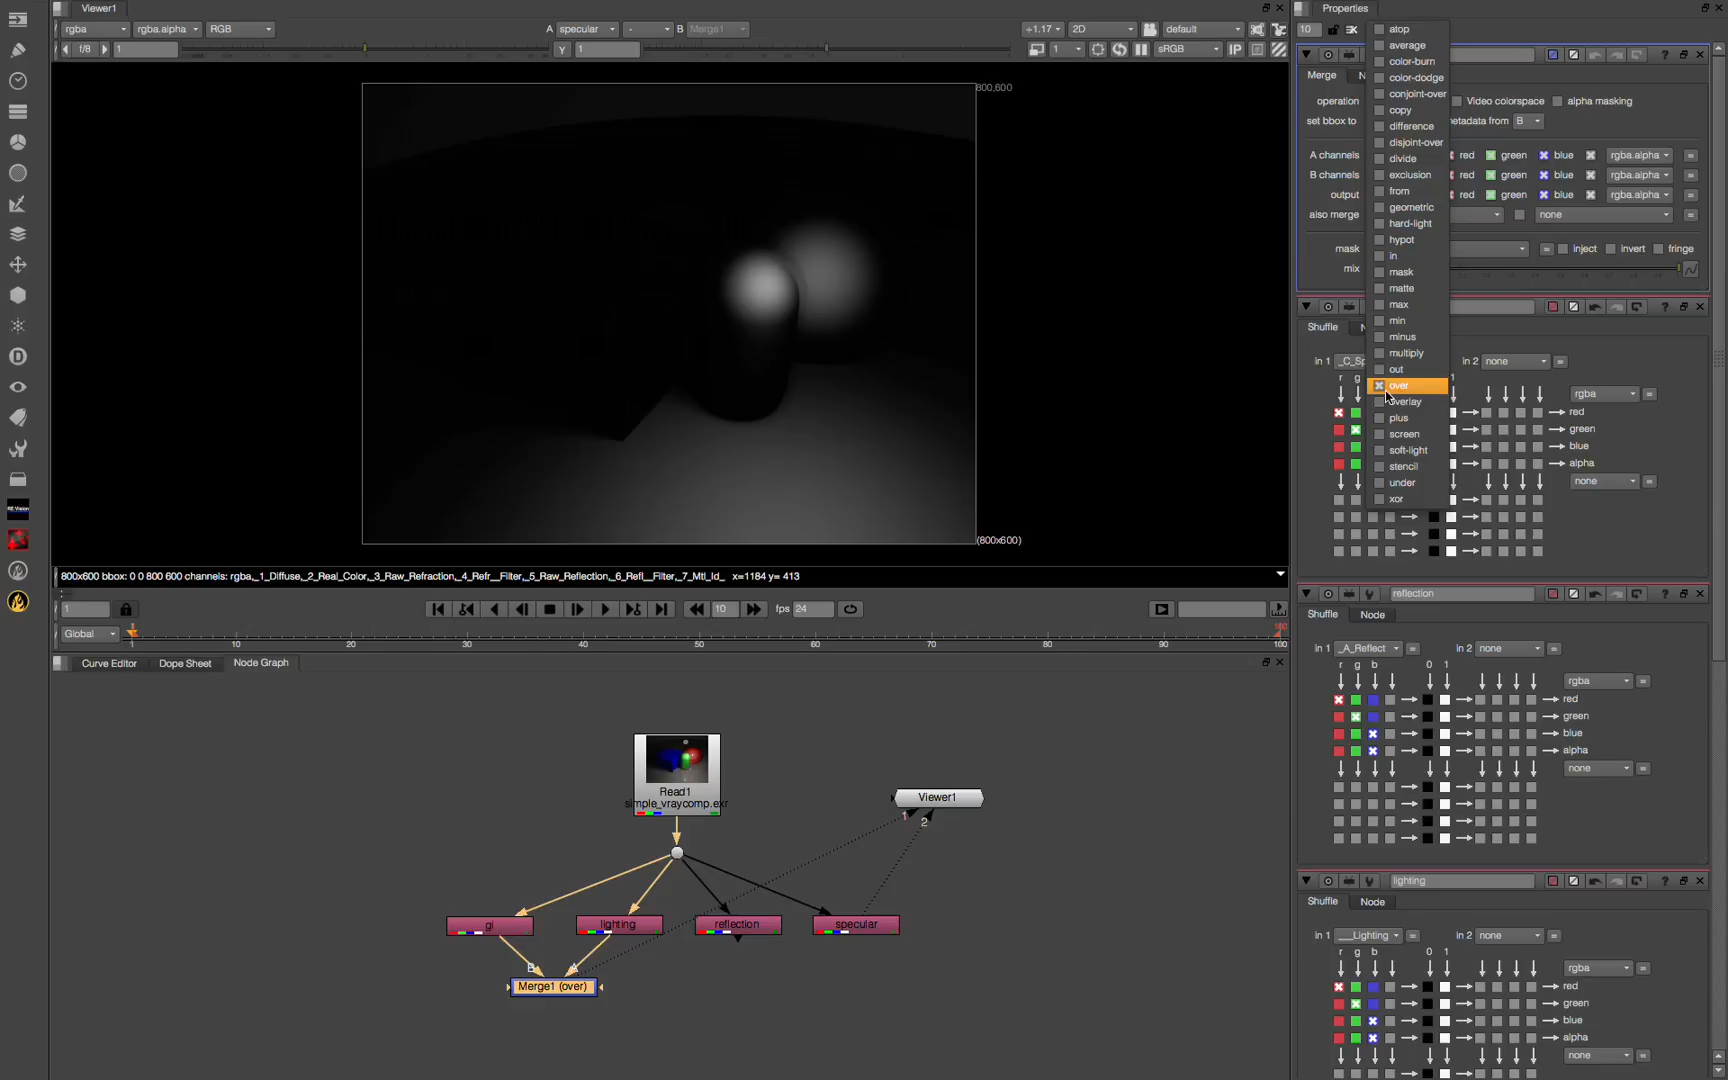 Viewer1
rgba rgba.alpha RGB A specular - B Merge1 ÷1.17 2D default
f/8 1 Y 1 1 sRGB IP
800,600
(800x600)
800x600 bbox: 0 0 800 600 channels: rgba,_1_Diffuse,_2_Real_Color,_3_Raw_Refraction,_4_Refr__Filter,_5_Raw_Reflection,_6_Refl__Filter,_7_Mtl_Id_ x=1184 y= 413
1 10 fps 24
Global 1 10 20 30 40 50 60 70 80 90 100
Curve Editor Dope Sheet Node Graph
Read1
simple_vraycomp.exr
Viewer1
1 2
gi lighting reflection specular
B A
Merge1 (over)
Properties
10
Merge N
operation Video colorspace alpha masking
set bbox to etadata from B
A channels red green blue rgba.alpha =
B channels red green blue rgba.alpha =
output red green blue rgba.alpha =
also merge none
mask = inject invert fringe
mix
atop
average
color-burn
color-dodge
conjoint-over
copy
difference
disjoint-over
divide
exclusion
from
geometric
hard-light
hypot
in
mask
matte
max
min
minus
multiply
out
over
overlay
plus
screen
soft-light
stencil
under
xor
Shuffle N
in 1 _C_Sp in 2 none =
r g 1
rgba =
red
green
blue
alpha
none =
reflection
Shuffle Node
in 1 _A_Reflect = in 2 none =
r g b 0 1
rgba =
red
green
blue
alpha
none =
lighting
Shuffle Node
in 1 ___Lighting = in 2 none =
r g b 0 1
rgba =
red
green
blue
alpha
none =